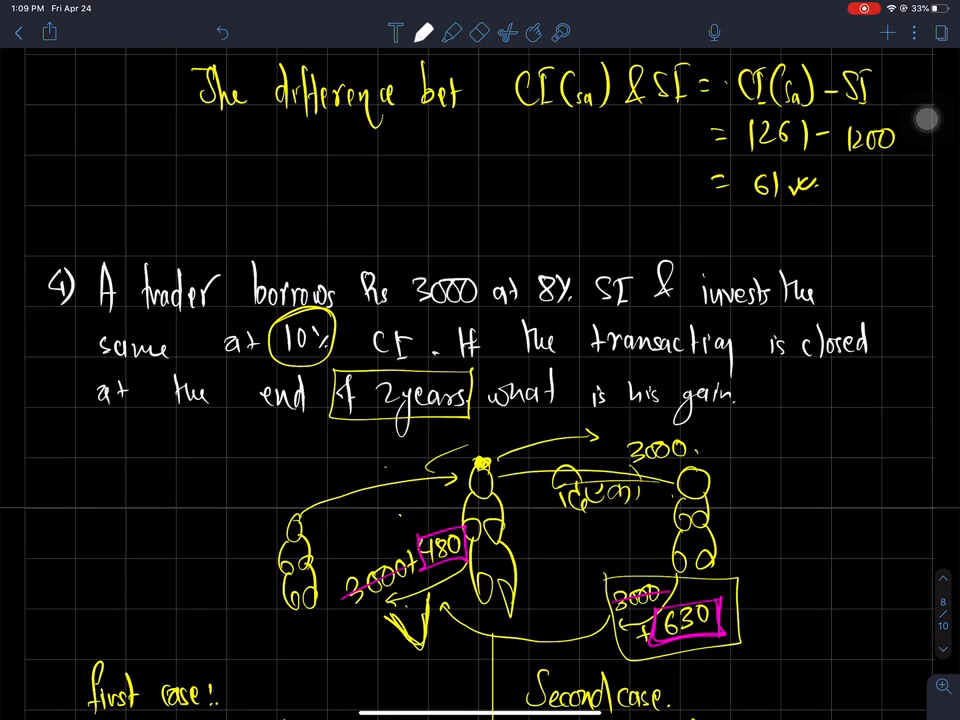 1:09 PM Fri Apr 24
33%
The difference bet CI(sa) & SI = CI(sa) - SI
= 1261 - 1200
= 61
4) A trader borrows Rs 3000 at 8% SI & invests the
same at 10% CI. If the transaction is closed
at the end of 2 years what is his gain.
3000.
3000+ 480
3000
+ 630
8
10
first case:
Second case.